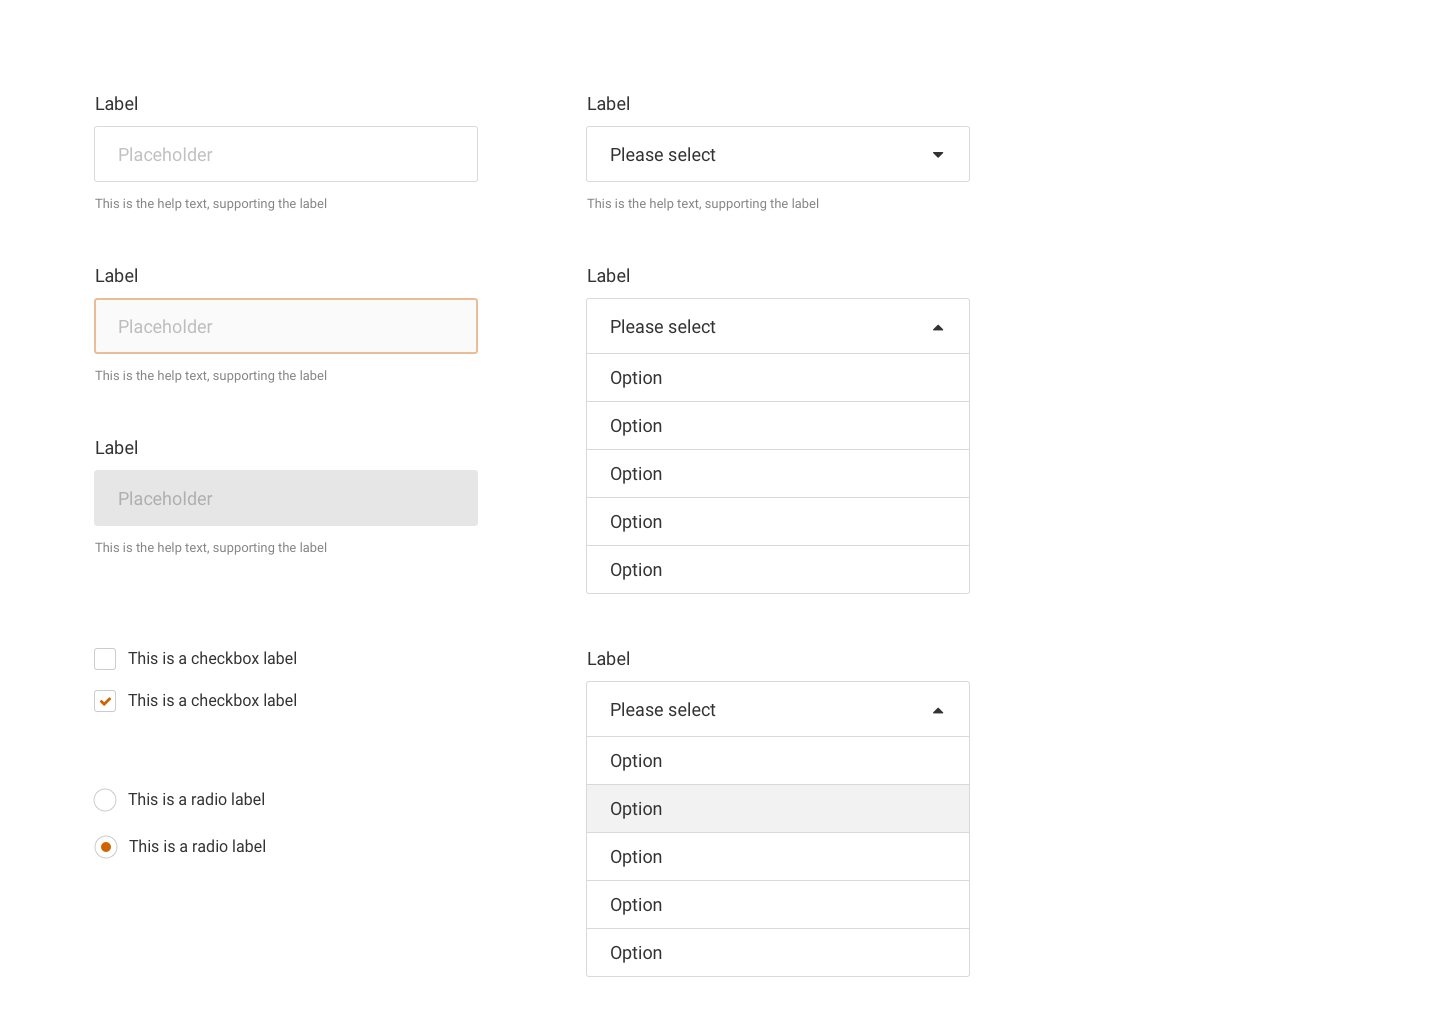 Label
Placeholder
This is the help text, supporting the label
Label
Placeholder
This is the help text, supporting the label
Label
Placeholder
This is the help text, supporting the label
This is a checkbox label
This is a checkbox label
This is a radio label
This is a radio label
Label
Please select
This is the help text, supporting the label
Label
Please select
Option
Option
Option
Option
Option
Label
Please select
Option
Option
Option
Option
Option